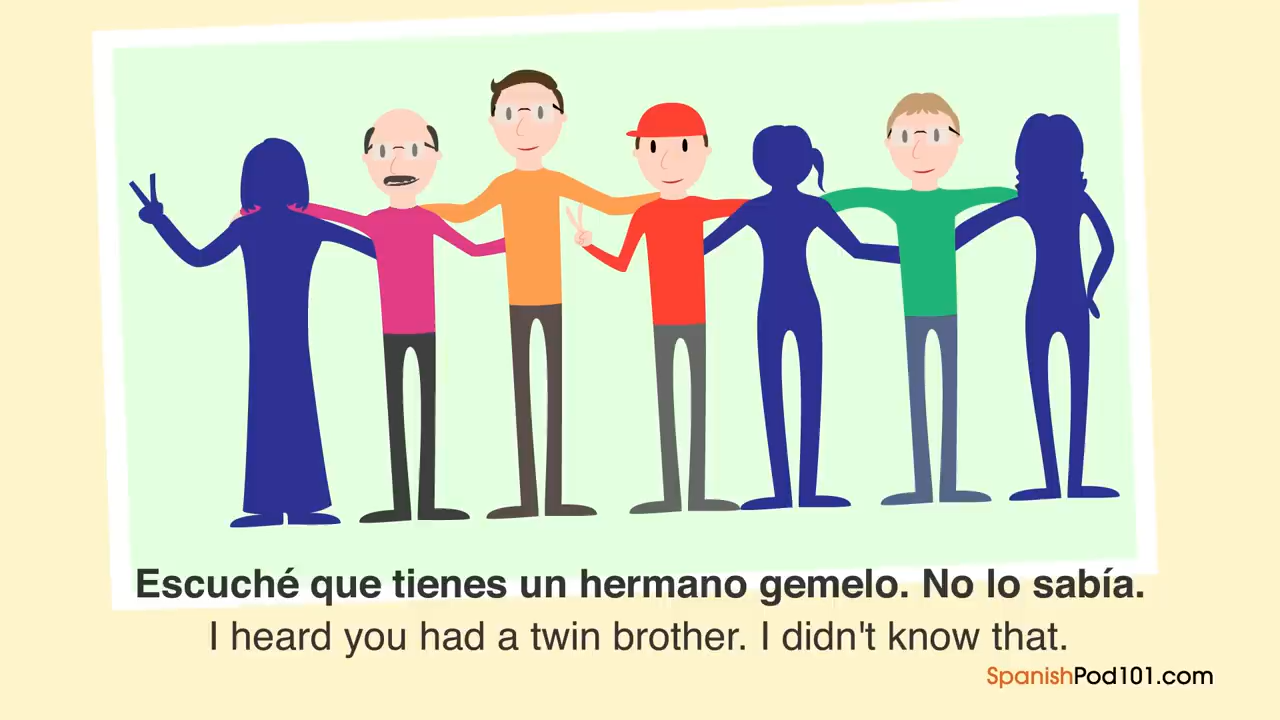 Escuché que tienes un hermano gemelo. No lo sabía.
I heard you had a twin brother. I didn't know that.
SpanishPod101.com